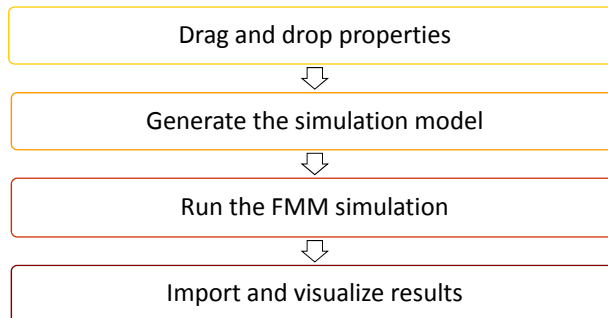 Drag and drop properties
Generate the simulation model
Run the FMM simulation
Import and visualize results